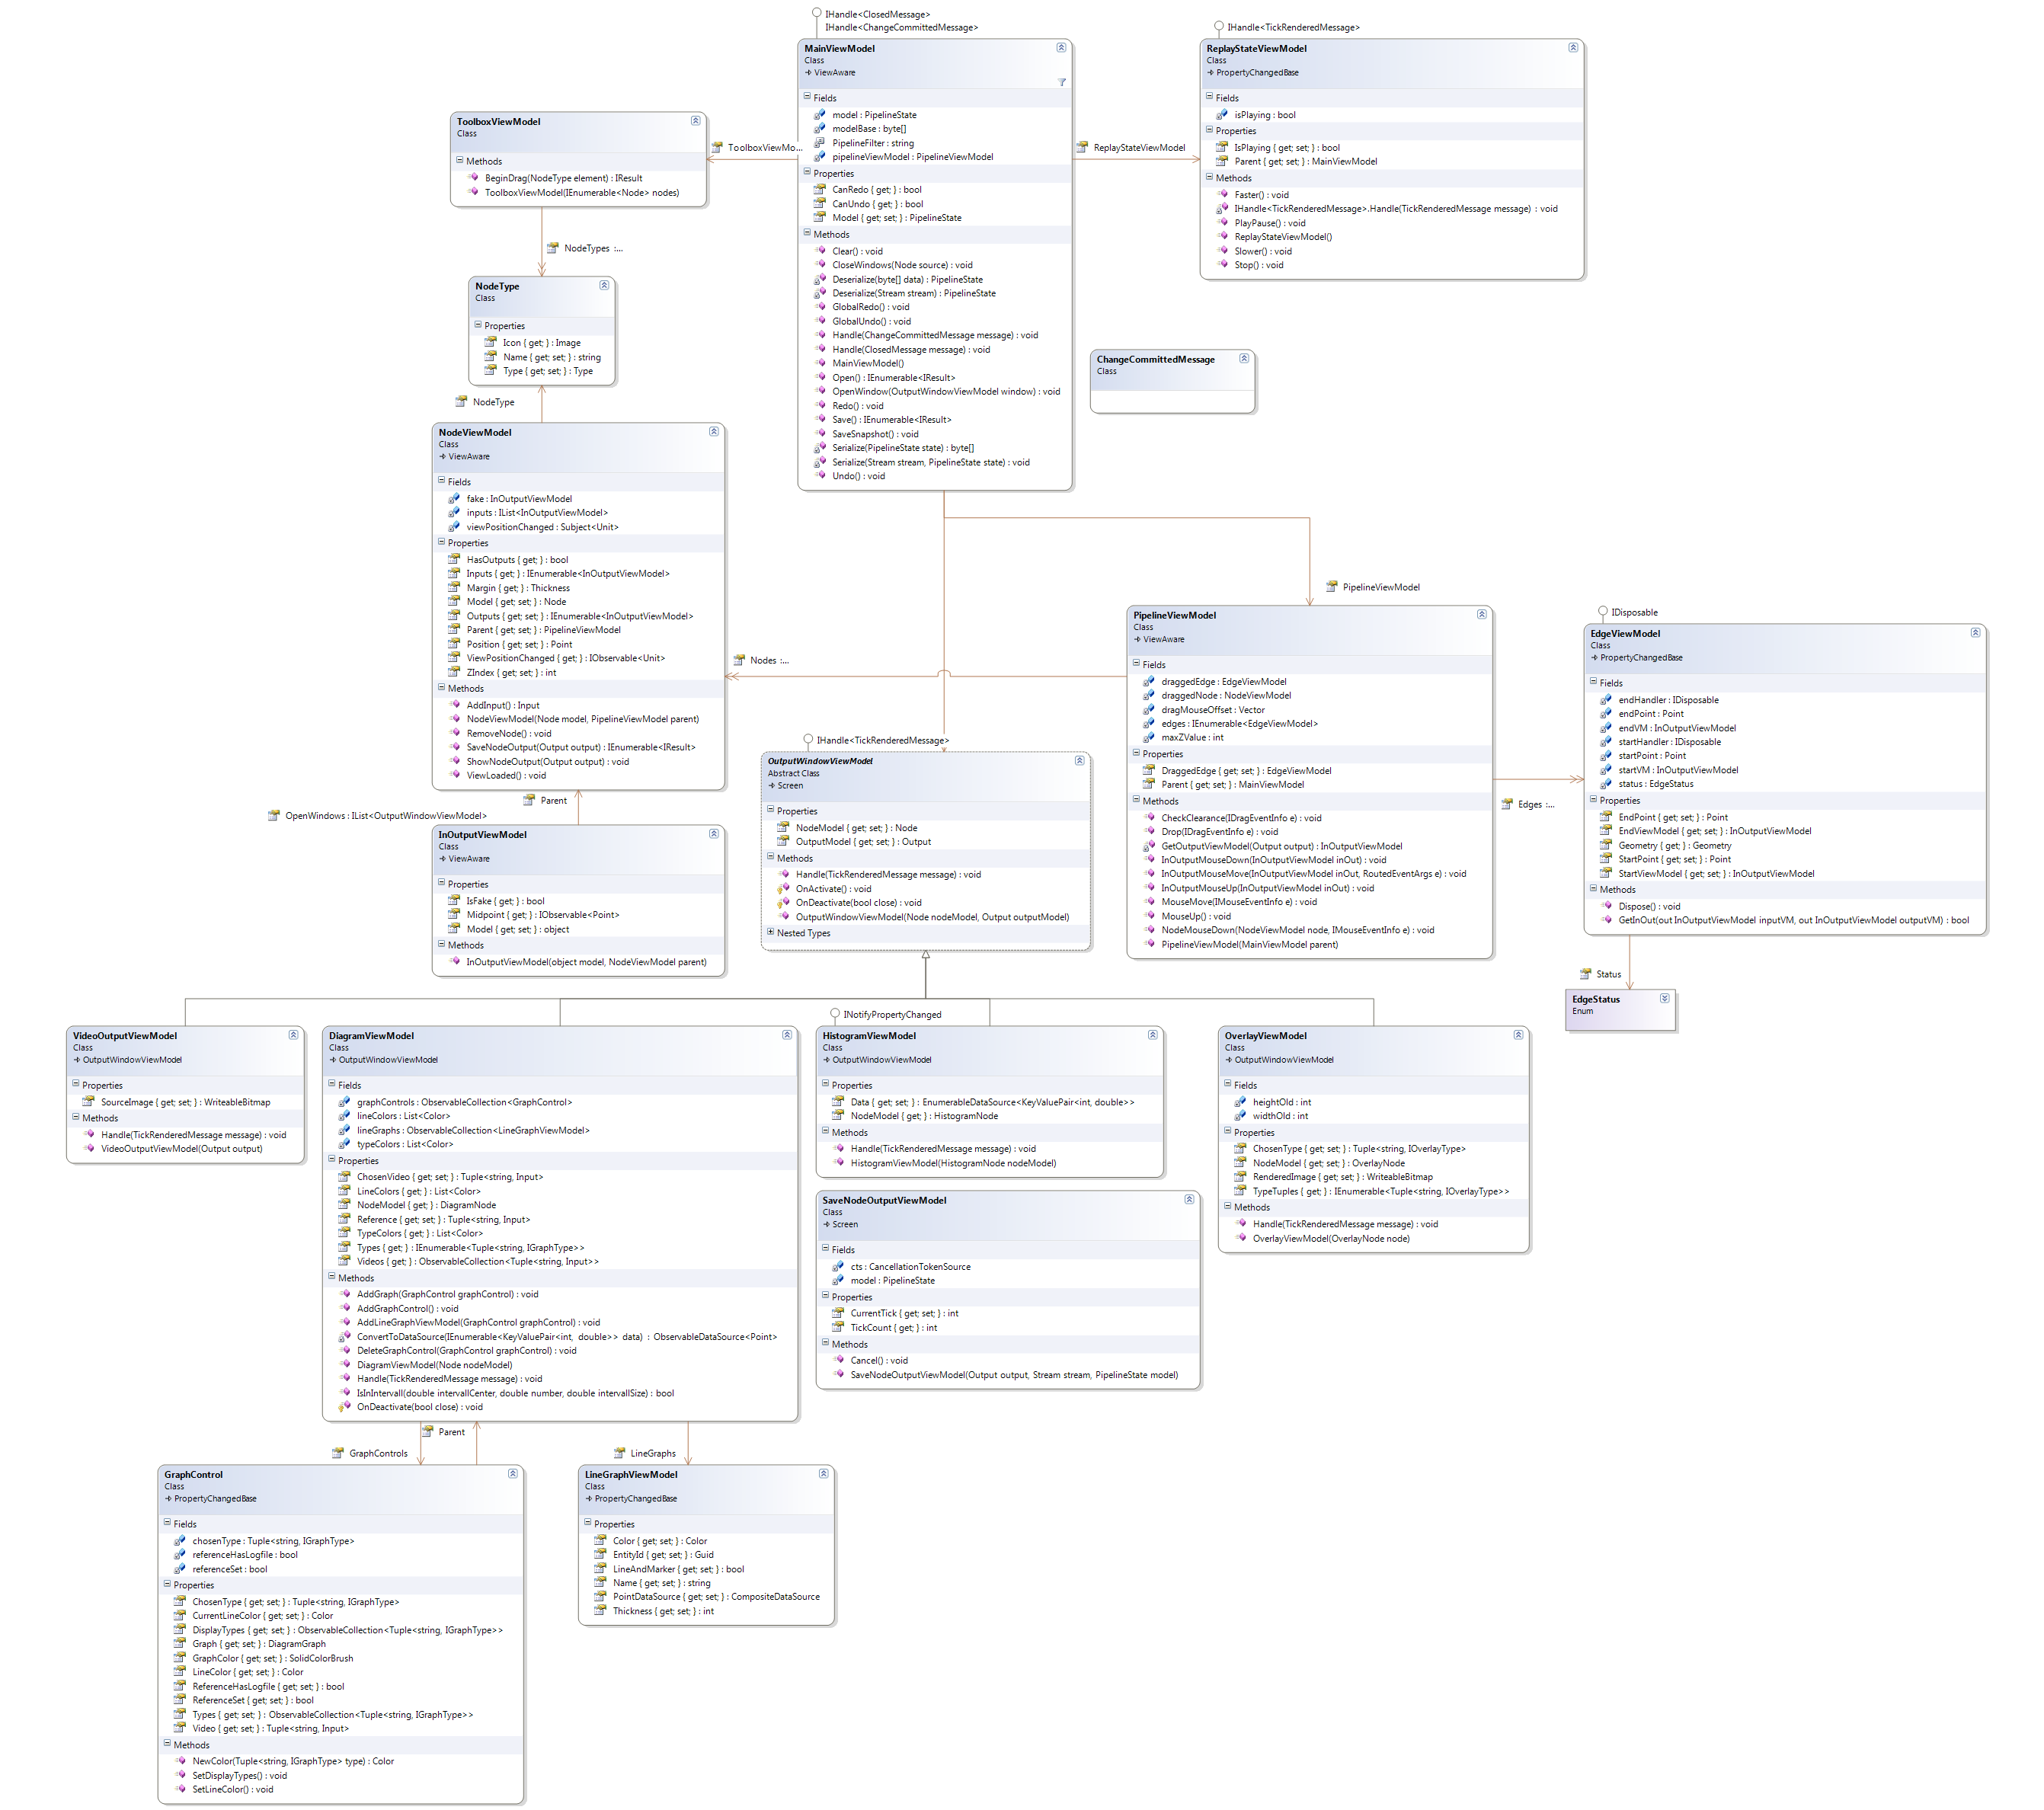 IHandle<ClosedMessage>
IHandle<ChangeCommittedMessage>
MainViewModel
Class
ViewAware
Fields
model : PipelineState
modelBase : byte[]
PipelineFilter : string
pipelineViewModel : PipelineViewModel
Properties
CanRedo { get; } : bool
CanUndo { get; } : bool
Model { get; set; } : PipelineState
Methods
Clear() : void
CloseWindows(Node source) : void
Deserialize(byte[] data) : PipelineState
Deserialize(Stream stream) : PipelineState
GlobalRedo() : void
GlobalUndo() : void
Handle(ChangeCommittedMessage message) : void
Handle(ClosedMessage message) : void
MainViewModel()
Open() : IEnumerable<IResult>
OpenWindow(OutputWindowViewModel window) : void
Redo() : void
Save() : IEnumerable<IResult>
SaveSnapshot() : void
Serialize(PipelineState state) : byte[]
Serialize(Stream stream, PipelineState state) : void
Undo() : void
IHandle<TickRenderedMessage>
ReplayStateViewModel
Class
PropertyChangedBase
Fields
isPlaying : bool
Properties
IsPlaying { get; set; } : bool
Parent { get; set; } : MainViewModel
Methods
Faster() : void
IHandle<TickRenderedMessage>.Handle(TickRenderedMessage message) : void
PlayPause() : void
ReplayStateViewModel()
Slower() : void
Stop() : void
ReplayStateViewModel
ToolboxViewMo...
ToolboxViewModel
Class
Methods
BeginDrag(NodeType element) : IResult
ToolboxViewModel(IEnumerable<Node> nodes)
NodeTypes :...
NodeType
Class
Properties
Icon { get; } : Image
Name { get; set; } : string
Type { get; set; } : Type
NodeType
ChangeCommittedMessage
Class
NodeViewModel
Class
ViewAware
Fields
fake : InOutputViewModel
inputs : IList<InOutputViewModel>
viewPositionChanged : Subject<Unit>
Properties
HasOutputs { get; } : bool
Inputs { get; } : IEnumerable<InOutputViewModel>
Margin { get; } : Thickness
Model { get; set; } : Node
Outputs { get; set; } : IEnumerable<InOutputViewModel>
Parent { get; set; } : PipelineViewModel
Position { get; set; } : Point
ViewPositionChanged { get; } : IObservable<Unit>
ZIndex { get; set; } : int
Methods
AddInput() : Input
NodeViewModel(Node model, PipelineViewModel parent)
RemoveNode() : void
SaveNodeOutput(Output output) : IEnumerable<IResult>
ShowNodeOutput(Output output) : void
ViewLoaded() : void
Nodes :...
PipelineViewModel
PipelineViewModel
Class
ViewAware
Fields
draggedEdge : EdgeViewModel
draggedNode : NodeViewModel
dragMouseOffset : Vector
edges : IEnumerable<EdgeViewModel>
maxZValue : int
Properties
DraggedEdge { get; set; } : EdgeViewModel
Parent { get; set; } : MainViewModel
Methods
CheckClearance(IDragEventInfo e) : void
Drop(IDragEventInfo e) : void
GetOutputViewModel(Output output) : InOutputViewModel
InOutputMouseDown(InOutputViewModel inOut) : void
InOutputMouseMove(InOutputViewModel inOut, RoutedEventArgs e) : void
InOutputMouseUp(InOutputViewModel inOut) : void
MouseMove(IMouseEventInfo e) : void
MouseUp() : void
NodeMouseDown(NodeViewModel node, IMouseEventInfo e) : void
PipelineViewModel(MainViewModel parent)
Edges :...
IDisposable
EdgeViewModel
Class
PropertyChangedBase
Fields
endHandler : IDisposable
endPoint : Point
endVM : InOutputViewModel
startHandler : IDisposable
startPoint : Point
startVM : InOutputViewModel
status : EdgeStatus
Properties
EndPoint { get; set; } : Point
EndViewModel { get; set; } : InOutputViewModel
Geometry { get; } : Geometry
StartPoint { get; set; } : Point
StartViewModel { get; set; } : InOutputViewModel
Methods
Dispose() : void
GetInOut(out InOutputViewModel inputVM, out InOutputViewModel outputVM) : bool
Status
EdgeStatus
Enum
IHandle<TickRenderedMessage>
OutputWindowViewModel
Abstract Class
Screen
Properties
NodeModel { get; set; } : Node
OutputModel { get; set; } : Output
Methods
Handle(TickRenderedMessage message) : void
OnActivate() : void
OnDeactivate(bool close) : void
OutputWindowViewModel(Node nodeModel, Output outputModel)
Nested Types
Parent
OpenWindows : IList<OutputWindowViewModel>
InOutputViewModel
Class
ViewAware
Properties
IsFake { get; } : bool
Midpoint { get; } : IObservable<Point>
Model { get; set; } : object
Methods
InOutputViewModel(object model, NodeViewModel parent)
VideoOutputViewModel
Class
OutputWindowViewModel
Properties
SourceImage { get; set; } : WriteableBitmap
Methods
Handle(TickRenderedMessage message) : void
VideoOutputViewModel(Output output)
DiagramViewModel
Class
OutputWindowViewModel
Fields
graphControls : ObservableCollection<GraphControl>
lineColors : List<Color>
lineGraphs : ObservableCollection<LineGraphViewModel>
typeColors : List<Color>
Properties
ChosenVideo { get; set; } : Tuple<string, Input>
LineColors { get; } : List<Color>
NodeModel { get; } : DiagramNode
Reference { get; set; } : Tuple<string, Input>
TypeColors { get; } : List<Color>
Types { get; } : IEnumerable<Tuple<string, IGraphType>>
Videos { get; } : ObservableCollection<Tuple<string, Input>>
Methods
AddGraph(GraphControl graphControl) : void
AddGraphControl() : void
AddLineGraphViewModel(GraphControl graphControl) : void
ConvertToDataSource(IEnumerable<KeyValuePair<int, double>> data) : ObservableDataSource<Point>
DeleteGraphControl(GraphControl graphControl) : void
DiagramViewModel(Node nodeModel)
Handle(TickRenderedMessage message) : void
IsInIntervall(double intervallCenter, double number, double intervallSize) : bool
OnDeactivate(bool close) : void
INotifyPropertyChanged
HistogramViewModel
Class
OutputWindowViewModel
Properties
Data { get; set; } : EnumerableDataSource<KeyValuePair<int, double>>
NodeModel { get; } : HistogramNode
Methods
Handle(TickRenderedMessage message) : void
HistogramViewModel(HistogramNode nodeModel)
OverlayViewModel
Class
OutputWindowViewModel
Fields
heightOld : int
widthOld : int
Properties
ChosenType { get; set; } : Tuple<string, IOverlayType>
NodeModel { get; set; } : OverlayNode
RenderedImage { get; set; } : WriteableBitmap
TypeTuples { get; } : IEnumerable<Tuple<string, IOverlayType>>
Methods
Handle(TickRenderedMessage message) : void
OverlayViewModel(OverlayNode node)
SaveNodeOutputViewModel
Class
Screen
Fields
cts : CancellationTokenSource
model : PipelineState
Properties
CurrentTick { get; set; } : int
TickCount { get; } : int
Methods
Cancel() : void
SaveNodeOutputViewModel(Output output, Stream stream, PipelineState model)
Parent
GraphControls
LineGraphs
GraphControl
Class
PropertyChangedBase
Fields
chosenType : Tuple<string, IGraphType>
referenceHasLogfile : bool
referenceSet : bool
Properties
ChosenType { get; set; } : Tuple<string, IGraphType>
CurrentLineColor { get; set; } : Color
DisplayTypes { get; set; } : ObservableCollection<Tuple<string, IGraphType>>
Graph { get; set; } : DiagramGraph
GraphColor { get; set; } : SolidColorBrush
LineColor { get; set; } : Color
ReferenceHasLogfile { get; set; } : bool
ReferenceSet { get; set; } : bool
Types { get; set; } : ObservableCollection<Tuple<string, IGraphType>>
Video { get; set; } : Tuple<string, Input>
Methods
NewColor(Tuple<string, IGraphType> type) : Color
SetDisplayTypes() : void
SetLineColor() : void
LineGraphViewModel
Class
PropertyChangedBase
Properties
Color { get; set; } : Color
EntityId { get; set; } : Guid
LineAndMarker { get; set; } : bool
Name { get; set; } : string
PointDataSource { get; set; } : CompositeDataSource
Thickness { get; set; } : int